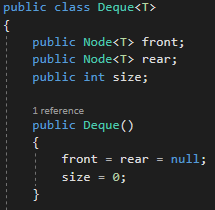 public class Deque<T>
{
public Node<T> front;
public Node<T> rear;
public int size;
1 reference
public Deque()
{
front = rear = null;
size = 0;
}